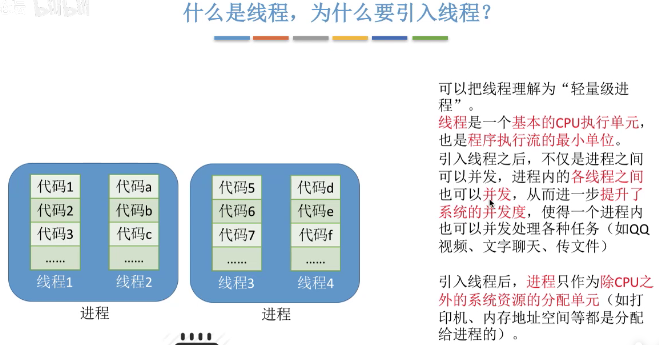 什么是线程，为什么要引入线程？
可以把线程理解为“轻量级进
程”。
线程是一个基本的CPU执行单元，
也是程序执行流的最小单位。
引入线程之后，不仅是进程之间
可以并发，进程内的各线程之间
也可以并发，从而进一步提升了
系统的并发度，使得一个进程内
也可以并发处理各种任务（如QQ
视频、文字聊天、传文件）
引入线程后，进程只作为除CPU之
外的系统资源的分配单元（如打
印机、内存地址空间等都是分配
给进程的）。
代码1
代码2
代码3
......
线程1
代码a
代码b
代码c
......
线程2
进程
代码5
代码6
代码7
......
线程3
代码d
代码e
代码f
......
线程4
进程